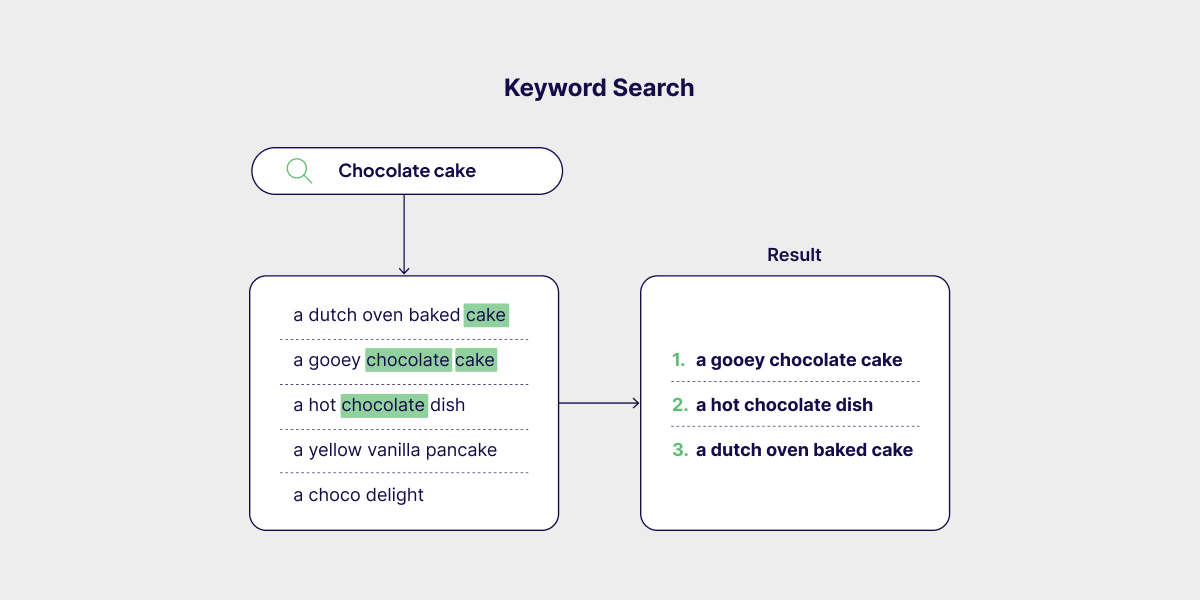 Keyword Search
Chocolate cake
a dutch oven baked cake
a gooey chocolate cake
a hot chocolate dish
a yellow vanilla pancake
a choco delight
Result
1. a gooey chocolate cake
2. a hot chocolate dish
3. a dutch oven baked cake